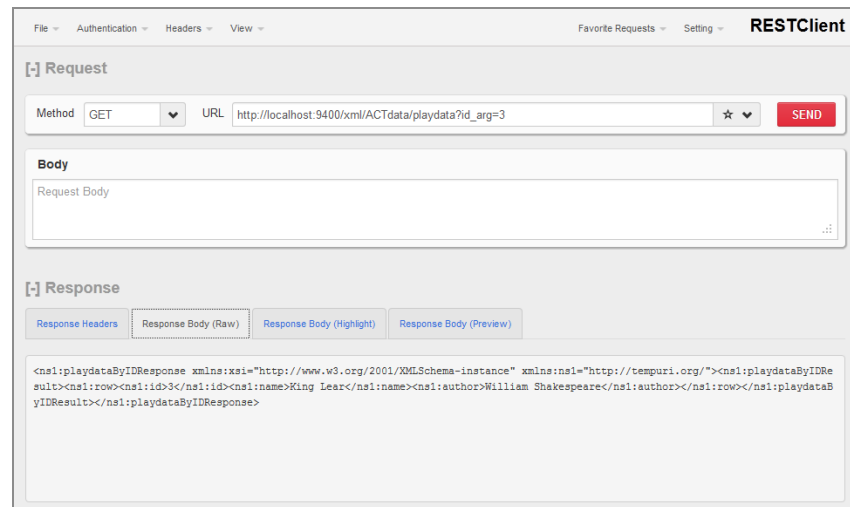 File Authentication Headers View Favorite Requests Setting RESTClient
[-] Request
Method GET URL http://localhost:9400/xml/ACTdata/playdata?id_arg=3 SEND
Body
Request Body
[-] Response
Response Headers Response Body (Raw) Response Body (Highlight) Response Body (Preview)
<ns1:playdataByIDResponse xmlns:xsi="http://www.w3.org/2001/XMLSchema-instance" xmlns:ns1="http://tempuri.org/"><ns1:playdataByIDRe
sult><ns1:row><ns1:id>3</ns1:id><ns1:name>King Lear</ns1:name><ns1:author>William Shakespeare</ns1:author></ns1:row></ns1:playdataB
yIDResult></ns1:playdataByIDResponse>